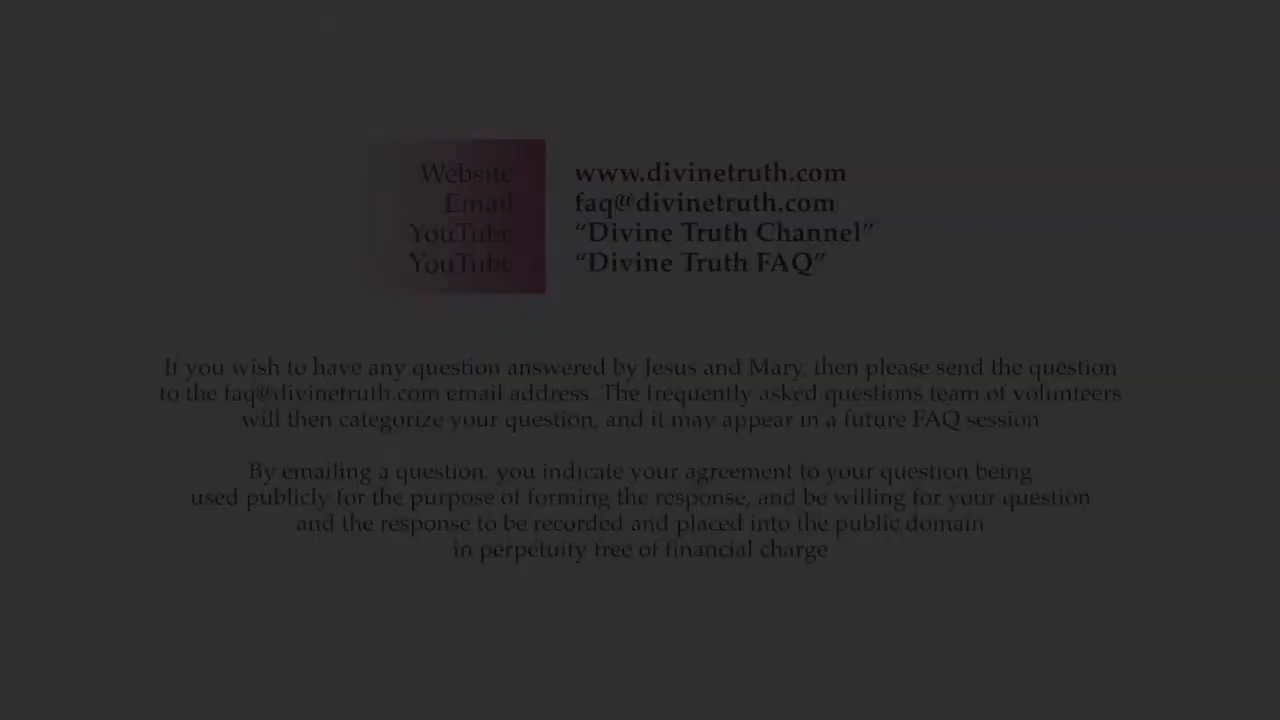 Website www.divinetruth.com
Email faq@divinetruth.com
YouTube “Divine Truth Channel”
YouTube “Divine Truth FAQ”
If you wish to have any question answered by Jesus and Mary, then please send the question
to the faq@divinetruth.com email address. The frequently asked questions team of volunteers
will then categorize your question, and it may appear in a future FAQ session
By emailing a question, you indicate your agreement to your question being
used publicly for the purpose of forming the response, and be willing for your question
and the response to be recorded and placed into the public domain
in perpetuity free of financial charge